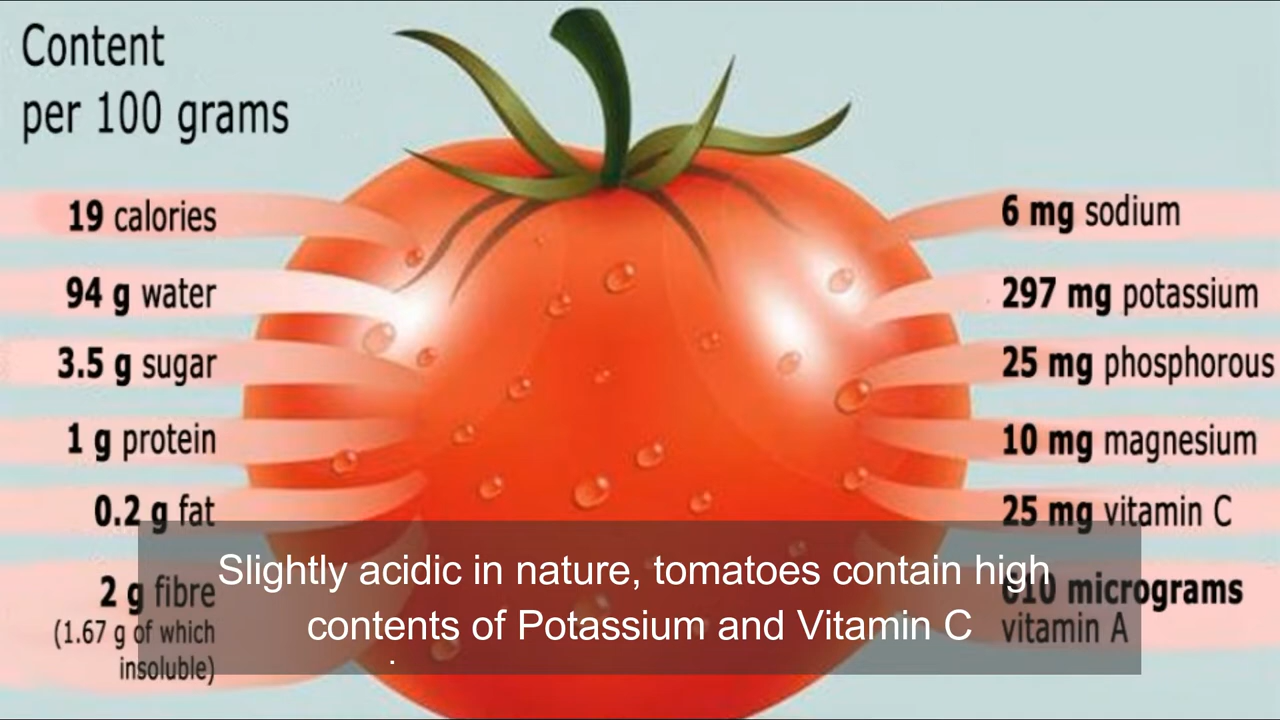 Content
per 100 grams
19 calories
94 g water
3.5 g sugar
1 g protein
0.2 g fat
2 g fibre
(1.67 g of which
insoluble)
6 mg sodium
297 mg potassium
25 mg phosphorous
10 mg magnesium
25 mg vitamin C
micrograms
vitamin A
Slightly acidic in nature, tomatoes contain high
contents of Potassium and Vitamin C